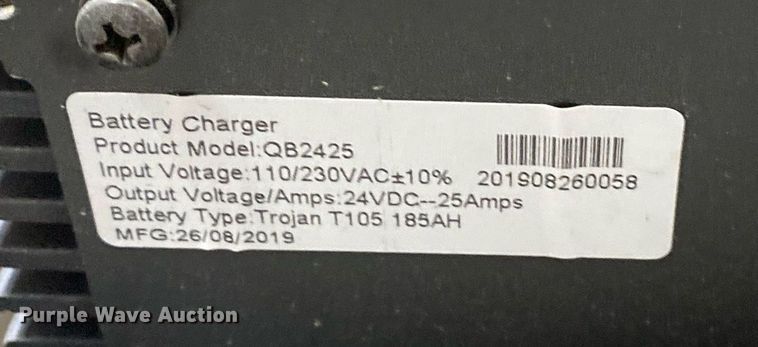 Battery Charger
Product Model:QB2425
Input Voltage:110/230VAC±10%
201908260058
Output Voltage/Amps:24VDC--25Amps
Battery Type:Trojan T105 185AH
MFG:26/08/2019
Purple Wave Auction